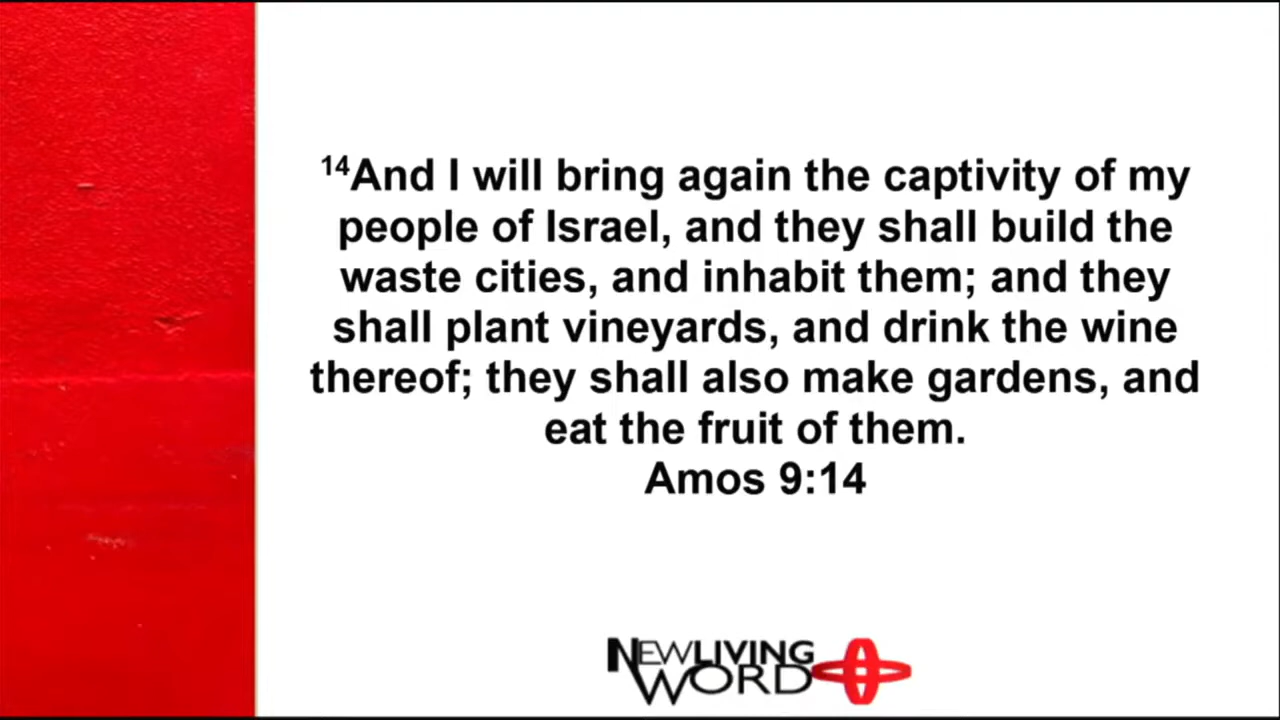 14And I will bring again the captivity of my
people of Israel, and they shall build the
waste cities, and inhabit them; and they
shall plant vineyards, and drink the wine
thereof; they shall also make gardens, and
eat the fruit of them.
Amos 9:14
NEWLIVING
WORD